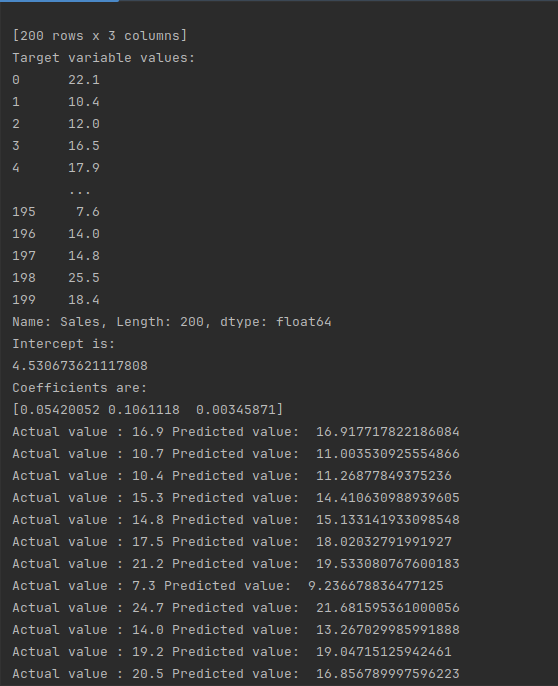 [200 rows x 3 columns]
Target variable values:
0      22.1
1      10.4
2      12.0
3      16.5
4      17.9
       ...
195     7.6
196    14.0
197    14.8
198    25.5
199    18.4
Name: Sales, Length: 200, dtype: float64
Intercept is:
4.530673621117808
Coefficients are:
[0.05420052 0.1061118  0.00345871]
Actual value : 16.9 Predicted value:  16.917717822186084
Actual value : 10.7 Predicted value:  11.003530925554866
Actual value : 10.4 Predicted value:  11.26877849375236
Actual value : 15.3 Predicted value:  14.410630988939605
Actual value : 14.8 Predicted value:  15.133141933098548
Actual value : 17.5 Predicted value:  18.02032791991927
Actual value : 21.2 Predicted value:  19.533080767600183
Actual value : 7.3 Predicted value:  9.236678836477125
Actual value : 24.7 Predicted value:  21.681595361000056
Actual value : 14.0 Predicted value:  13.267029985991888
Actual value : 19.2 Predicted value:  19.04715125942461
Actual value : 20.5 Predicted value:  16.856789997596223